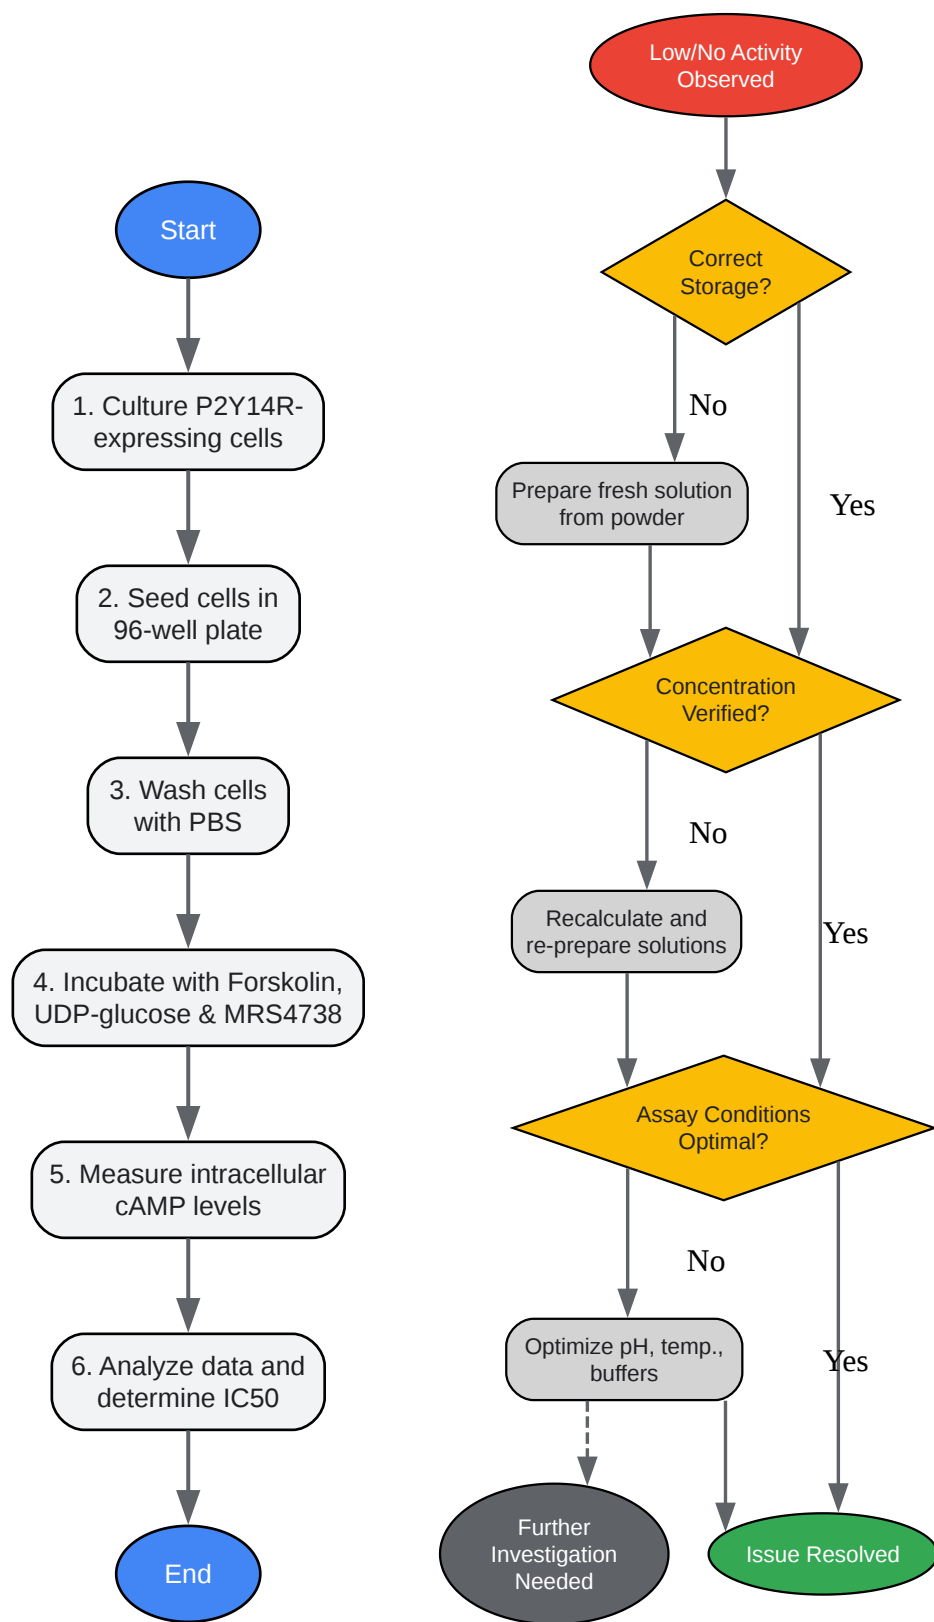 Start
1. Culture P2Y14R-
expressing cells
2. Seed cells in
96-well plate
3. Wash cells
with PBS
4. Incubate with Forskolin,
UDP-glucose & MRS4738
5. Measure intracellular
cAMP levels
6. Analyze data and
determine IC50
End
Low/No Activity
Observed
Correct
Storage?
No
Yes
Prepare fresh solution
from powder
Concentration
Verified?
No
Yes
Recalculate and
re-prepare solutions
Assay Conditions
Optimal?
No
Yes
Optimize pH, temp.,
buffers
Further
Investigation
Needed
Issue Resolved